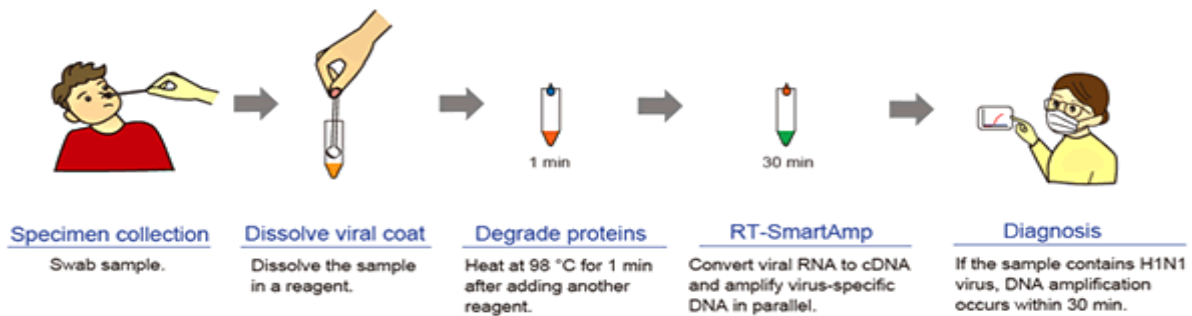 1 min
30 min
Specimen collection
Swab sample.
Dissolve viral coat
Dissolve the sample
in a reagent.
Degrade proteins
Heat at 98 °C for 1 min
after adding another
reagent.
RT-SmartAmp
Convert viral RNA to cDNA
and amplify virus-specific
DNA in parallel.
Diagnosis
If the sample contains H1N1
virus, DNA amplification
occurs within 30 min.